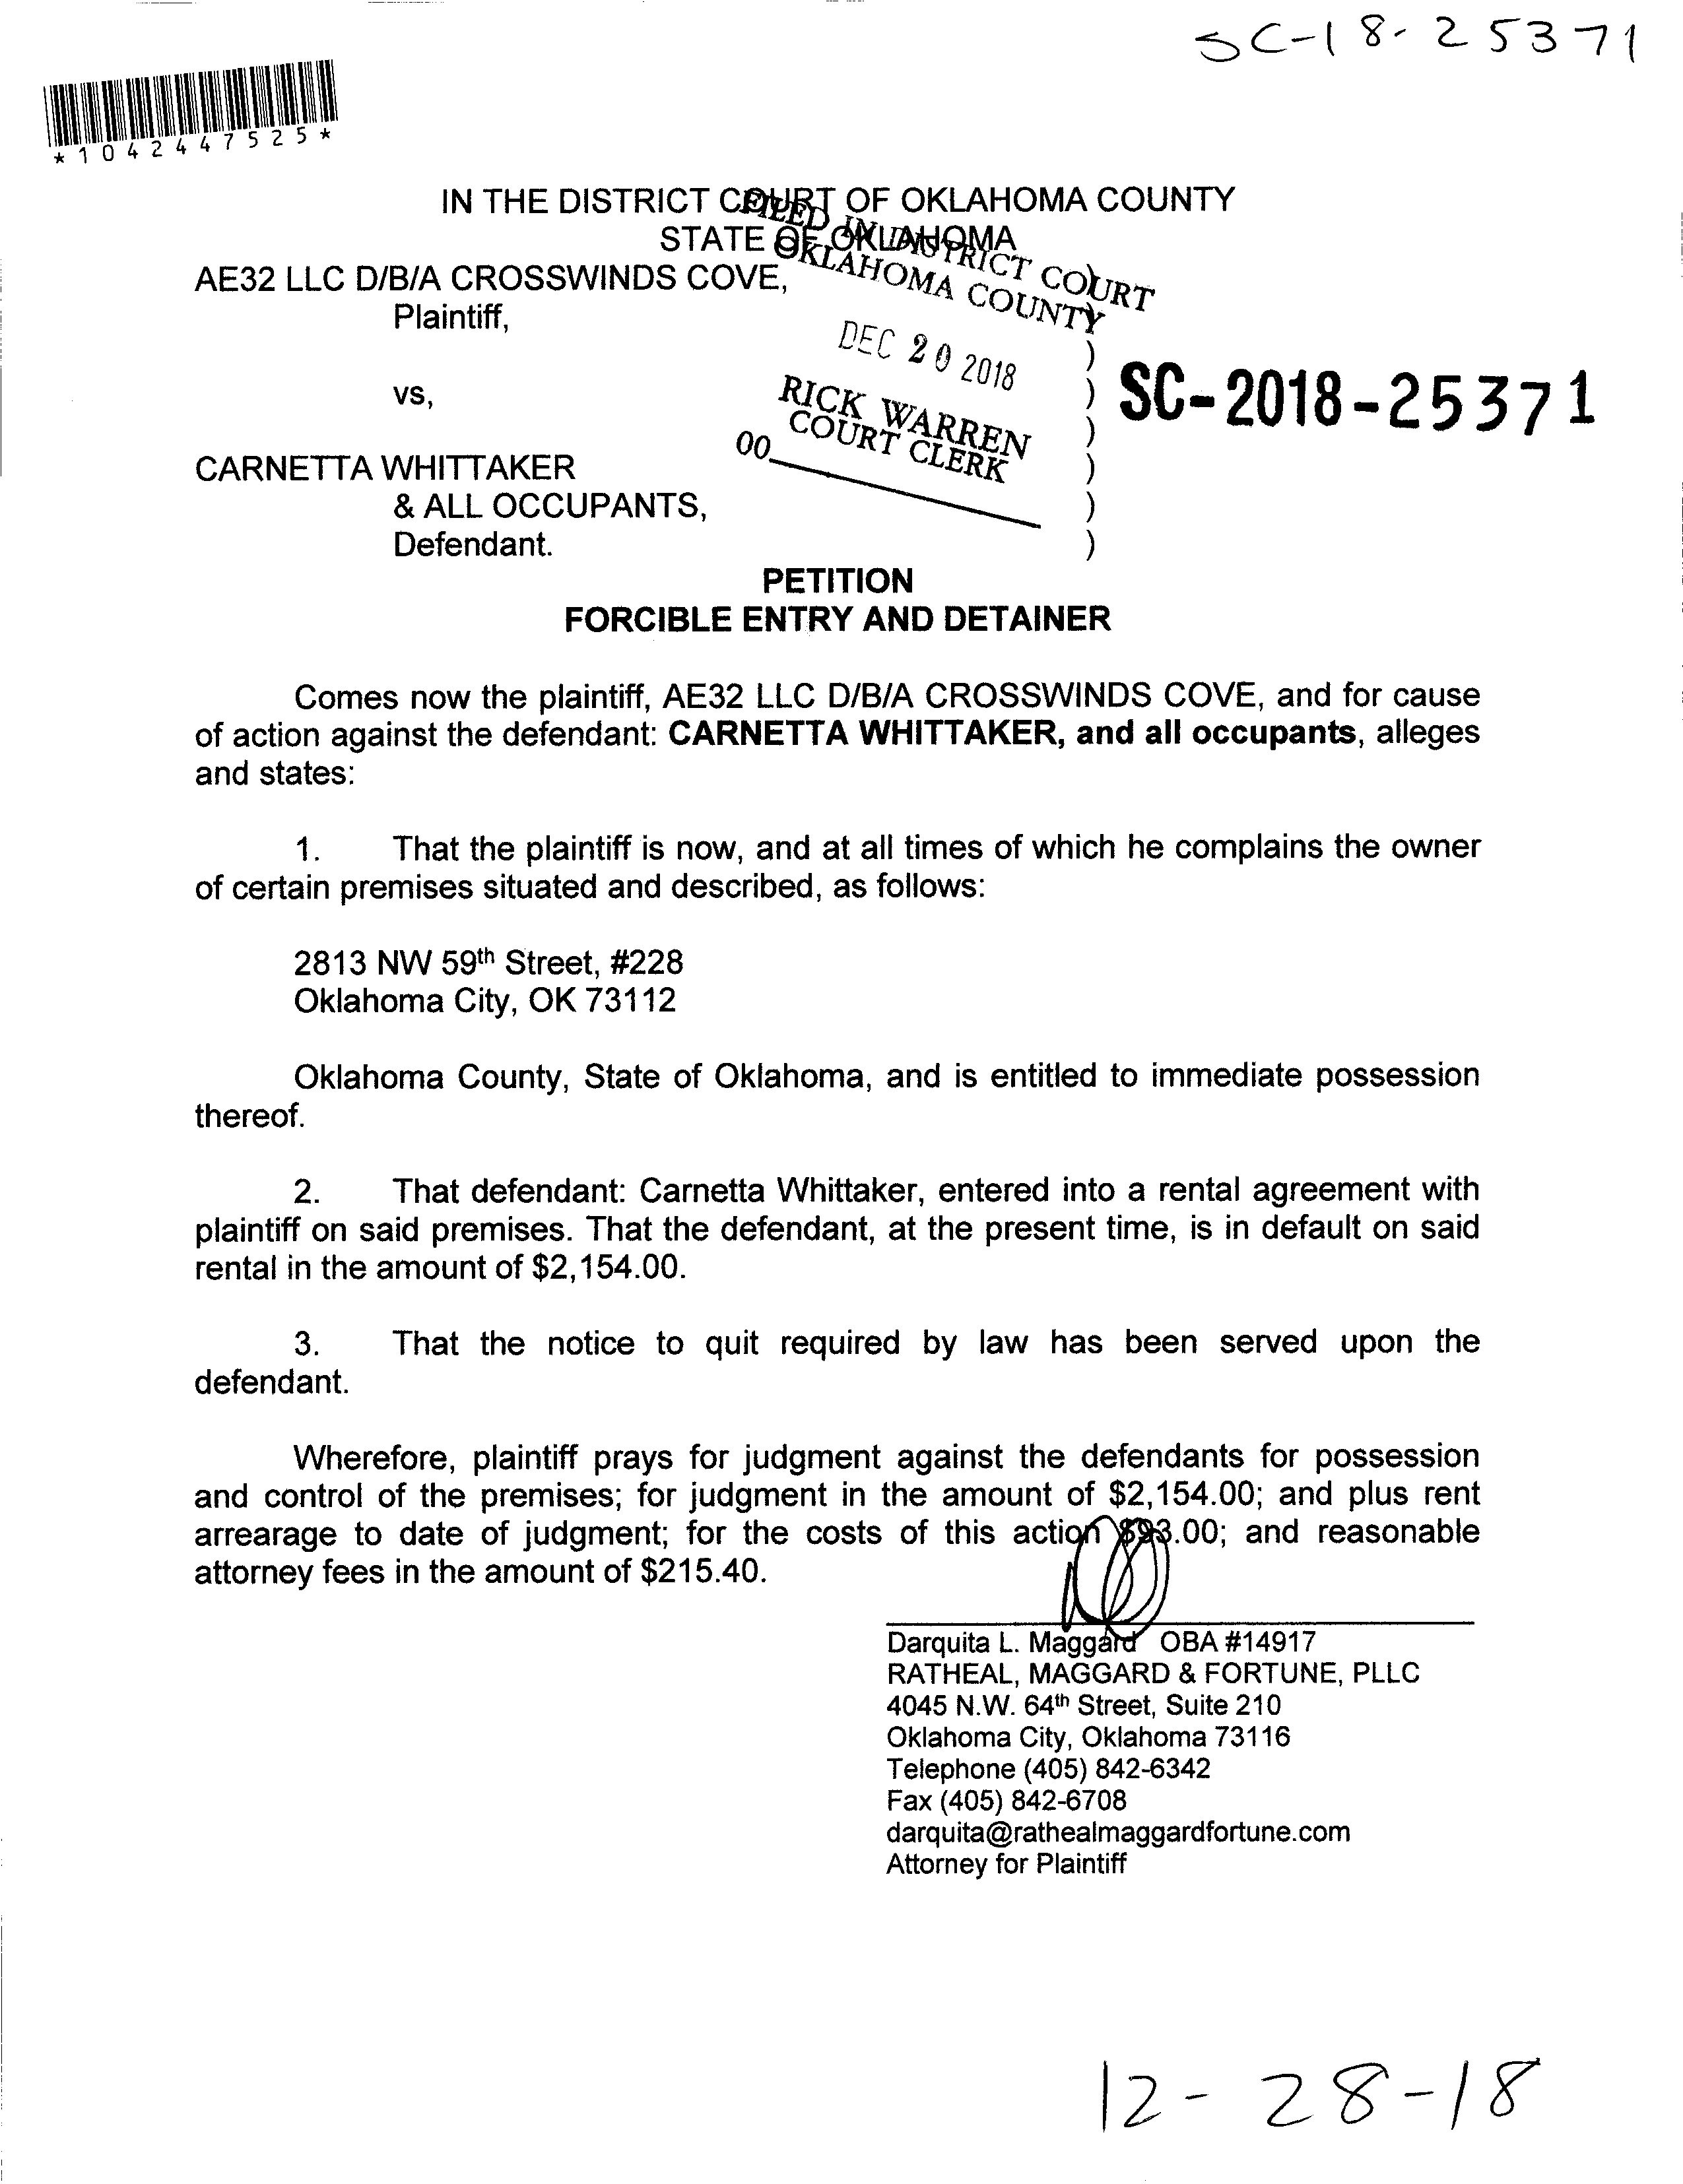 SC-18-25371
*1042447525*
IN THE DISTRICT COURT OF OKLAHOMA COUNTY
STATE OF OKLAHOMA
FILED IN DISTRICT COURT
OKLAHOMA COUNTY
AE32 LLC D/B/A CROSSWINDS COVE, )
Plaintiff, )
DEC 20 2018 )
vs, ) SC-2018-25371
RICK WARREN )
COURT CLERK
00
CARNETTA WHITTAKER )
& ALL OCCUPANTS, )
Defendant. )
PETITION
FORCIBLE ENTRY AND DETAINER
Comes now the plaintiff, AE32 LLC D/B/A CROSSWINDS COVE, and for cause
of action against the defendant: CARNETTA WHITTAKER, and all occupants, alleges
and states:
1. That the plaintiff is now, and at all times of which he complains the owner
of certain premises situated and described, as follows:
2813 NW 59th Street, #228
Oklahoma City, OK 73112
Oklahoma County, State of Oklahoma, and is entitled to immediate possession
thereof.
2. That defendant: Carnetta Whittaker, entered into a rental agreement with
plaintiff on said premises. That the defendant, at the present time, is in default on said
rental in the amount of $2,154.00.
3. That the notice to quit required by law has been served upon the
defendant.
Wherefore, plaintiff prays for judgment against the defendants for possession
and control of the premises; for judgment in the amount of $2,154.00; and plus rent
arrearage to date of judgment; for the costs of this action $93.00; and reasonable
attorney fees in the amount of $215.40.
Darquita L. Maggard OBA #14917
RATHEAL, MAGGARD & FORTUNE, PLLC
4045 N.W. 64th Street, Suite 210
Oklahoma City, Oklahoma 73116
Telephone (405) 842-6342
Fax (405) 842-6708
darquita@rathealmaggardfortune.com
Attorney for Plaintiff
12-28-18